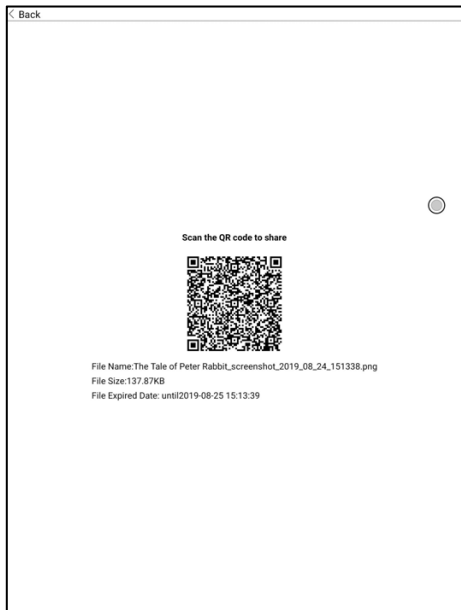 Back
Scan the QR code to share
File Name:The Tale of Peter Rabbit_screenshot_2019_08_24_151338.png
File Size:137.87KB
File Expired Date: until2019-08-25 15:13:39